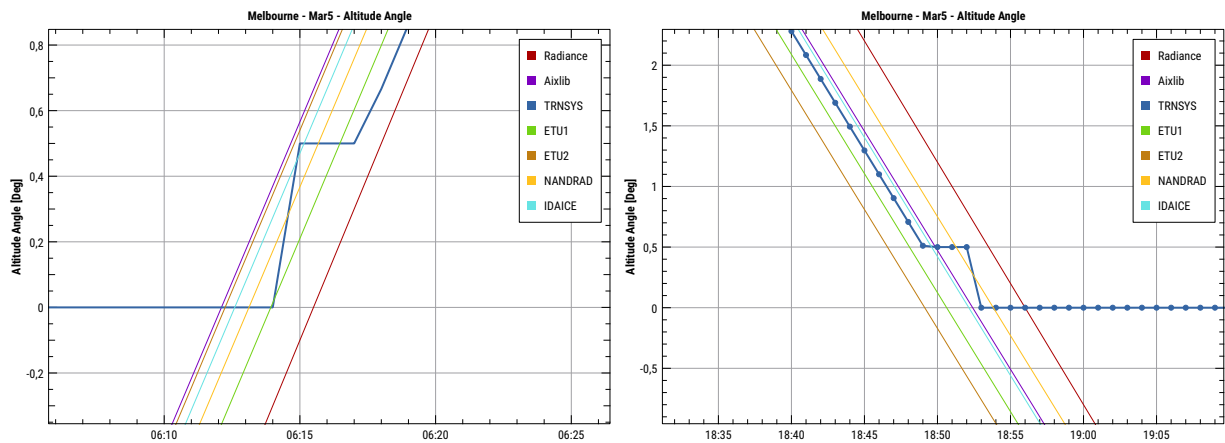 Melbourne - Mar5 - Altitude Angle
Altitude Angle [Deg]
0,8
0,6
0,4
0,2
0
-0,2
06:10
06:15
06:20
06:25
Radiance
Aixlib
TRNSYS
ETU1
ETU2
NANDRAD
IDAICE
Melbourne - Mar5 - Altitude Angle
Altitude Angle [Deg]
2
1,5
1
0,5
0
-0,5
18:35
18:40
18:45
18:50
18:55
19:00
19:05
Radiance
Aixlib
TRNSYS
ETU1
ETU2
NANDRAD
IDAICE